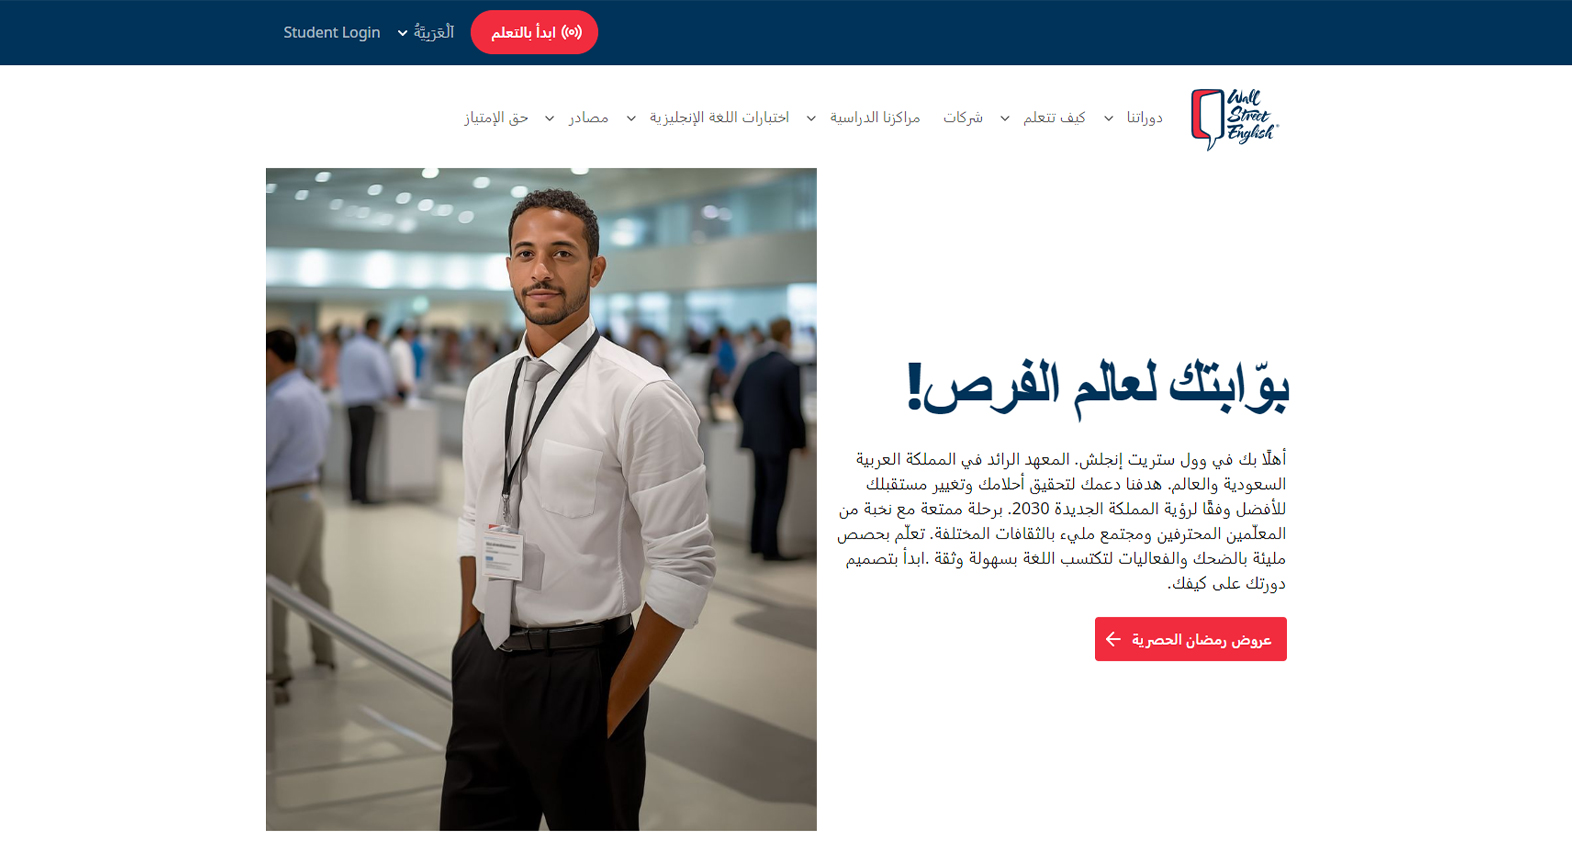 ابدأ بالتعلم
اَلْعَرَبِيَّةُ
Student Login
Wall
Street
English
دوراتنا
كيف تتعلم
شركات
مراكزنا الدراسية
اختبارات اللغة الإنجليزية
مصادر
حق الإمتياز
بوّابتك لعالم الفرص!
أهلًا بك في وول ستريت إنجلش. المعهد الرائد في المملكة العربية
السعودية والعالم. هدفنا دعمك لتحقيق أحلامك وتغيير مستقبلك
للأفضل وفقًا لرؤية المملكة الجديدة 2030. برحلة ممتعة مع نخبة من
المعلّمين المحترفين ومجتمع مليء بالثقافات المختلفة. تعلّم بحصص
مليئة بالضحك والفعاليات لتكتسب اللغة بسهولة وثقة .ابدأ بتصميم
دورتك على كيفك.
عروض رمضان الحصرية